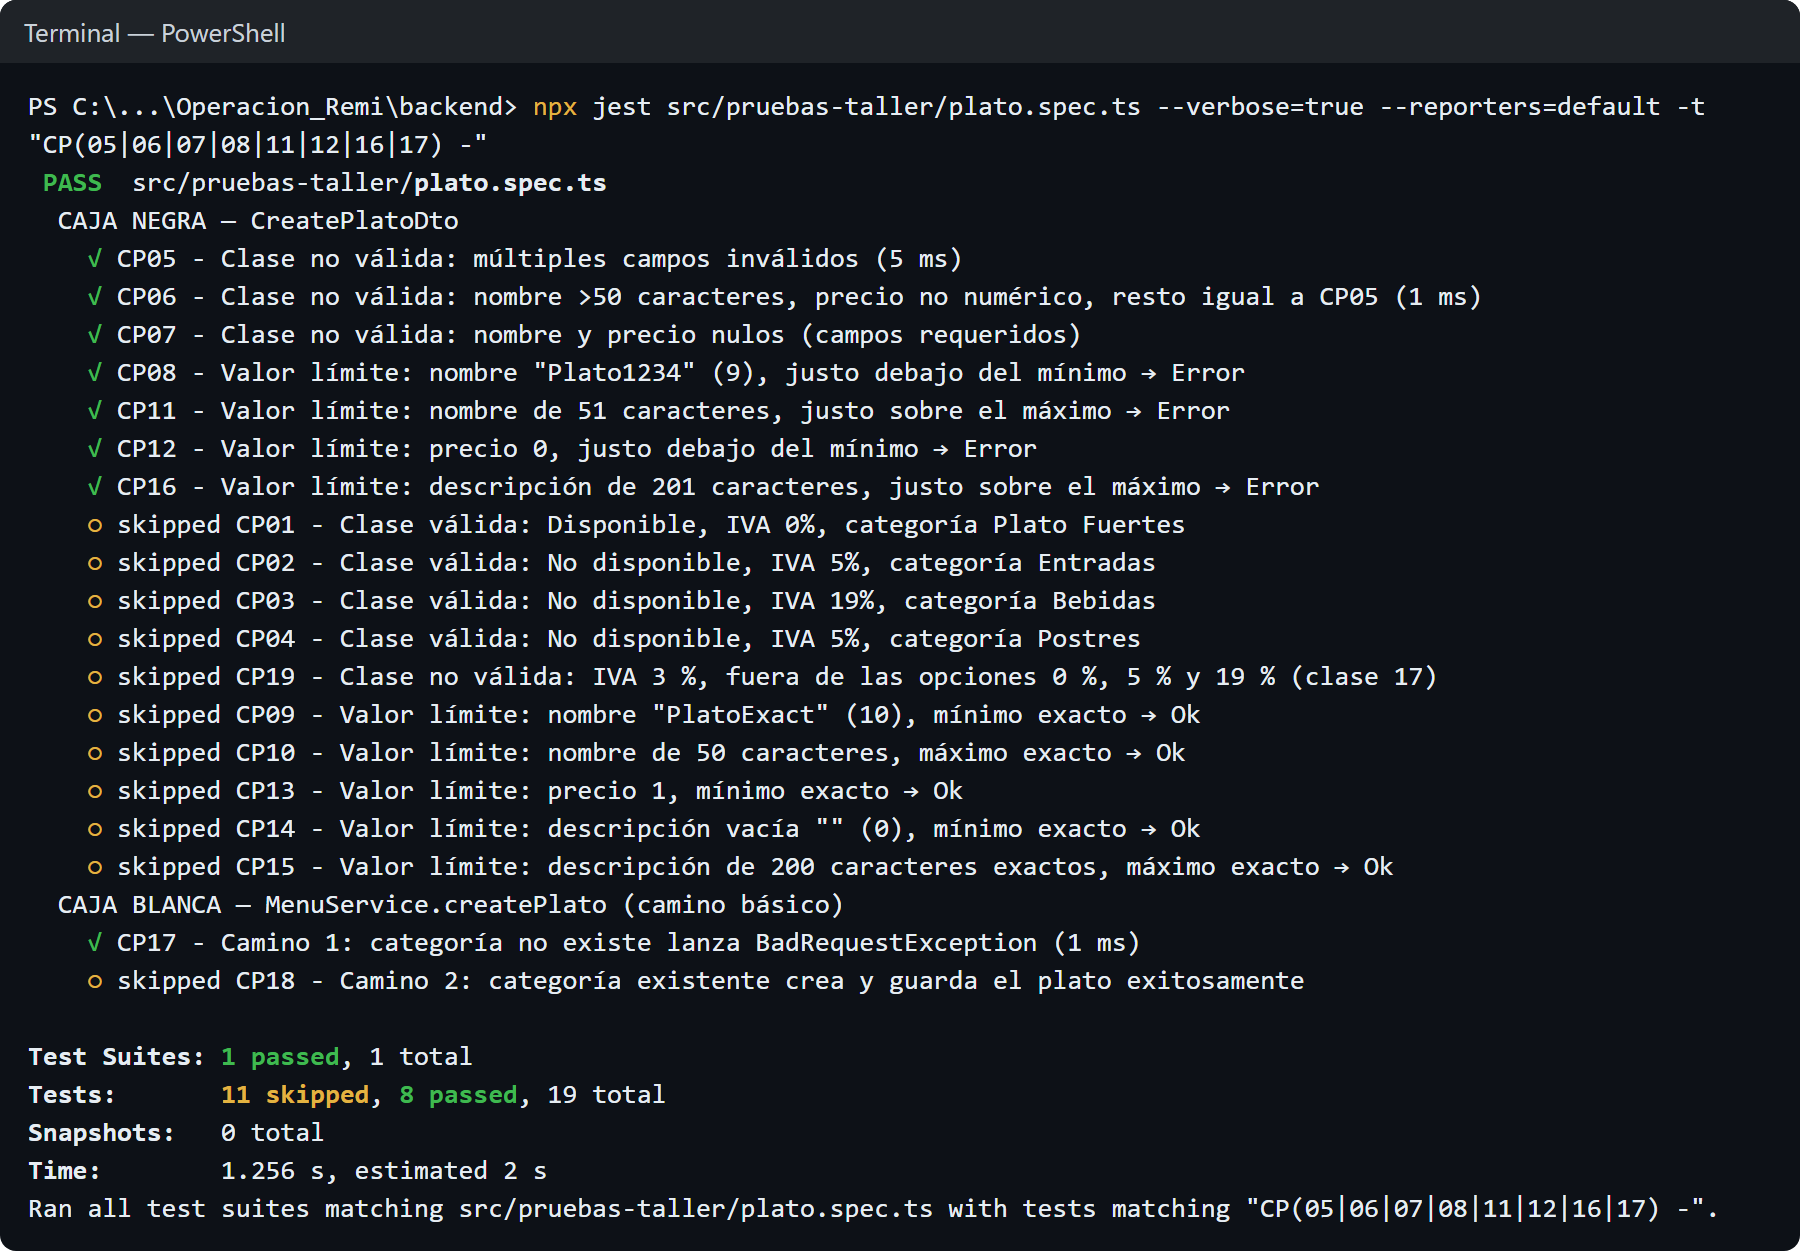 Terminal — PowerShell
PS C:\...\Operacion_Remi\backend> npx jest src/pruebas-taller/plato.spec.ts --verbose=true --reporters=default -t
"CP(05|06|07|08|11|12|16|17) -"
PASS src/pruebas-taller/plato.spec.ts
CAJA NEGRA — CreatePlatoDto
√ CP05 - Clase no válida: múltiples campos inválidos (5 ms)
√ CP06 - Clase no válida: nombre >50 caracteres, precio no numérico, resto igual a CP05 (1 ms)
√ CP07 - Clase no válida: nombre y precio nulos (campos requeridos)
√ CP08 - Valor límite: nombre "Plato1234" (9), justo debajo del mínimo → Error
√ CP11 - Valor límite: nombre de 51 caracteres, justo sobre el máximo → Error
√ CP12 - Valor límite: precio 0, justo debajo del mínimo → Error
√ CP16 - Valor límite: descripción de 201 caracteres, justo sobre el máximo → Error
○ skipped CP01 - Clase válida: Disponible, IVA 0%, categoría Plato Fuertes
○ skipped CP02 - Clase válida: No disponible, IVA 5%, categoría Entradas
○ skipped CP03 - Clase válida: No disponible, IVA 19%, categoría Bebidas
○ skipped CP04 - Clase válida: No disponible, IVA 5%, categoría Postres
○ skipped CP19 - Clase no válida: IVA 3 %, fuera de las opciones 0 %, 5 % y 19 % (clase 17)
○ skipped CP09 - Valor límite: nombre "PlatoExact" (10), mínimo exacto → Ok
○ skipped CP10 - Valor límite: nombre de 50 caracteres, máximo exacto → Ok
○ skipped CP13 - Valor límite: precio 1, mínimo exacto → Ok
○ skipped CP14 - Valor límite: descripción vacía "" (0), mínimo exacto → Ok
○ skipped CP15 - Valor límite: descripción de 200 caracteres exactos, máximo exacto → Ok
CAJA BLANCA — MenuService.createPlato (camino básico)
√ CP17 - Camino 1: categoría no existe lanza BadRequestException (1 ms)
○ skipped CP18 - Camino 2: categoría existente crea y guarda el plato exitosamente
Test Suites: 1 passed, 1 total
Tests: 11 skipped, 8 passed, 19 total
Snapshots: 0 total
Time: 1.256 s, estimated 2 s
Ran all test suites matching src/pruebas-taller/plato.spec.ts with tests matching "CP(05|06|07|08|11|12|16|17) -".